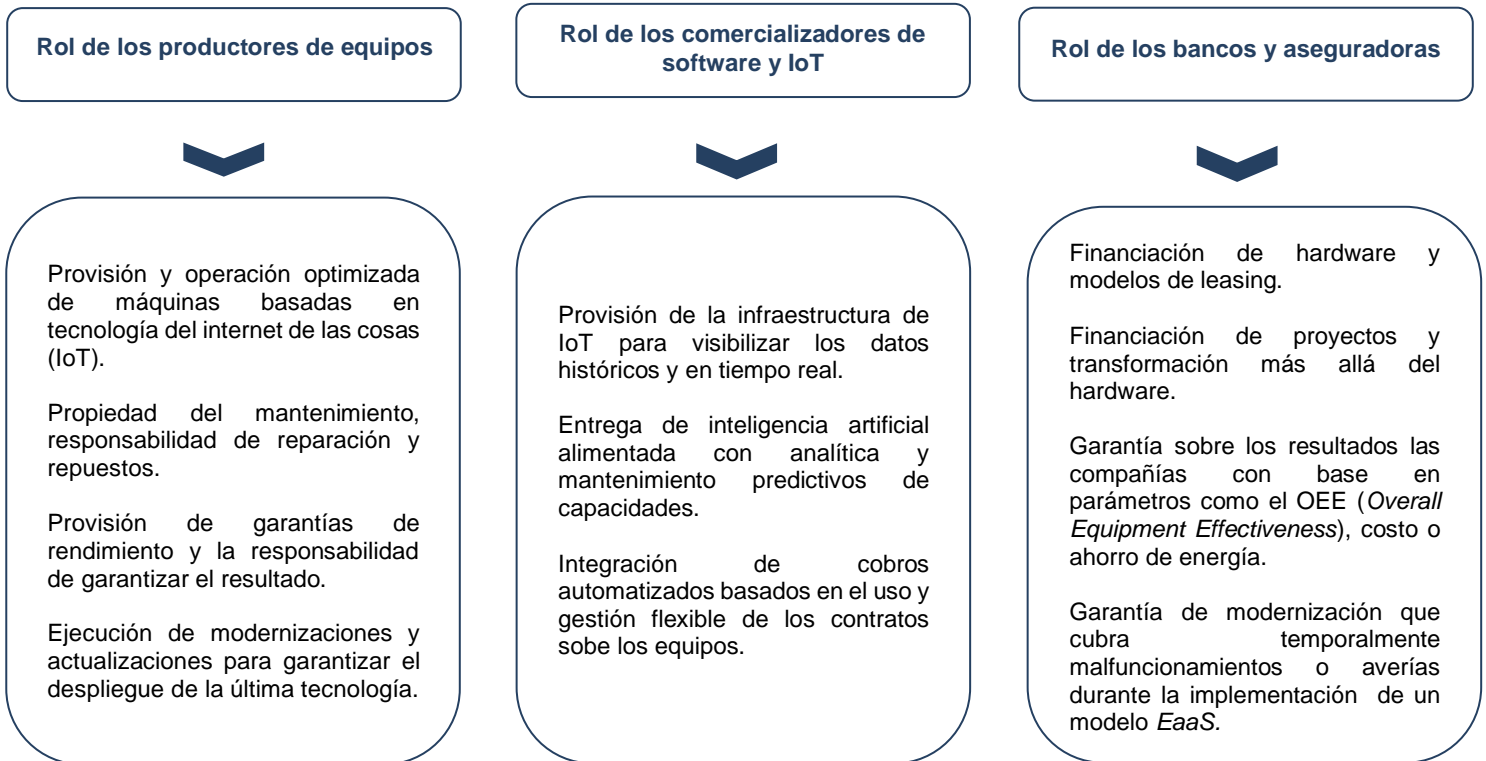 Rol de los productores de equipos
Provisión y operación optimizada
de máquinas basadas en
tecnología del internet de las cosas
(IoT).
Propiedad del mantenimiento,
responsabilidad de reparación y
repuestos.
Provisión de garantías de
rendimiento y la responsabilidad
de garantizar el resultado.
Ejecución de modernizaciones y
actualizaciones para garantizar el
despliegue de la última tecnología.
Rol de los comercializadores de
software y IoT
Provisión de la infraestructura de
IoT para visibilizar los datos
históricos y en tiempo real.
Entrega de inteligencia artificial
alimentada con analítica y
mantenimiento predictivos de
capacidades.
Integración de cobros
automatizados basados en el uso y
gestión flexible de los contratos
sobe los equipos.
Rol de los bancos y aseguradoras
Financiación de hardware y
modelos de leasing.
Financiación de proyectos y
transformación más allá del
hardware.
Garantía sobre los resultados las
compañías con base en
parámetros como el OEE (Overall
Equipment Effectiveness), costo o
ahorro de energía.
Garantía de modernización que
cubra temporalmente
malfuncionamientos o averías
durante la implementación de un
modelo EaaS.